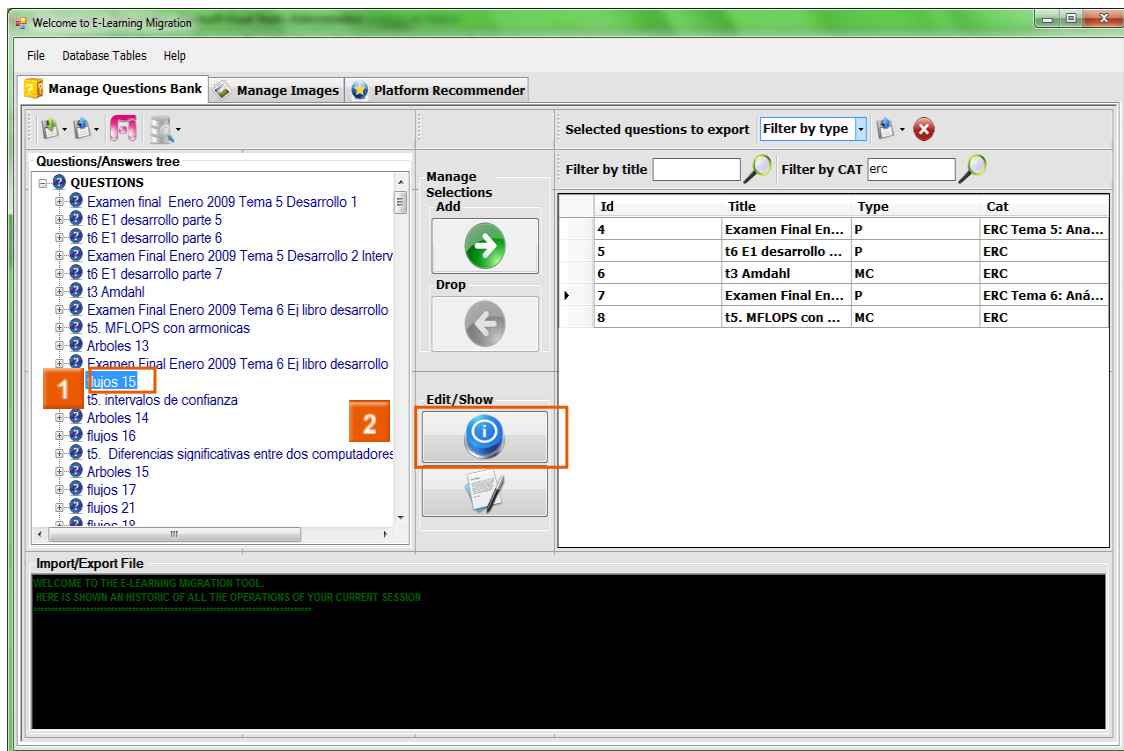 Welcome to E-Learning Migration
X
File Database Tables Help
Manage Questions Bank Manage Images Platform Recommender
Selected questions to export Filter by type
Questions/Answers tree
QUESTIONS
Examen final Enero 2009 Tema 5 Desarrollo 1
t6 E1 desarrollo parte 5
t6 E1 desarrollo parte 6
Examen Final Enero 2009 Tema 5 Desarrollo 2 Interv
t6 E1 desarrollo parte 7
t3 Amdahl
Examen Final Enero 2009 Tema 6 Ej libro desarrollo
t5. MFLOPS con armonicas
Arboles 13
Examen Final Enero 2009 Tema 6 Ej libro desarrollo
1 flujos 15
t5. intervalos de confianza
Arboles 14
flujos 16
t5. Diferencias significativas entre dos computadores
Arboles 15
flujos 17
flujos 21
flujos 18
Manage
Selections
Add
Drop
Edit/Show
2
Filter by title Filter by CAT erc
Id Title Type Cat
4 Examen Final En... P ERC Tema 5: Ana...
5 t6 E1 desarrollo ... P ERC
6 t3 Amdahl MC ERC
7 Examen Final En... P ERC Tema 6: Aná...
8 t5. MFLOPS con ... MC ERC
Import/Export File
WELCOME TO THE E-LEARNING MIGRATION TOOL.
HERE IS SHOWN AN HISTORIC OF ALL THE OPERATIONS OF YOUR CURRENT SESSION